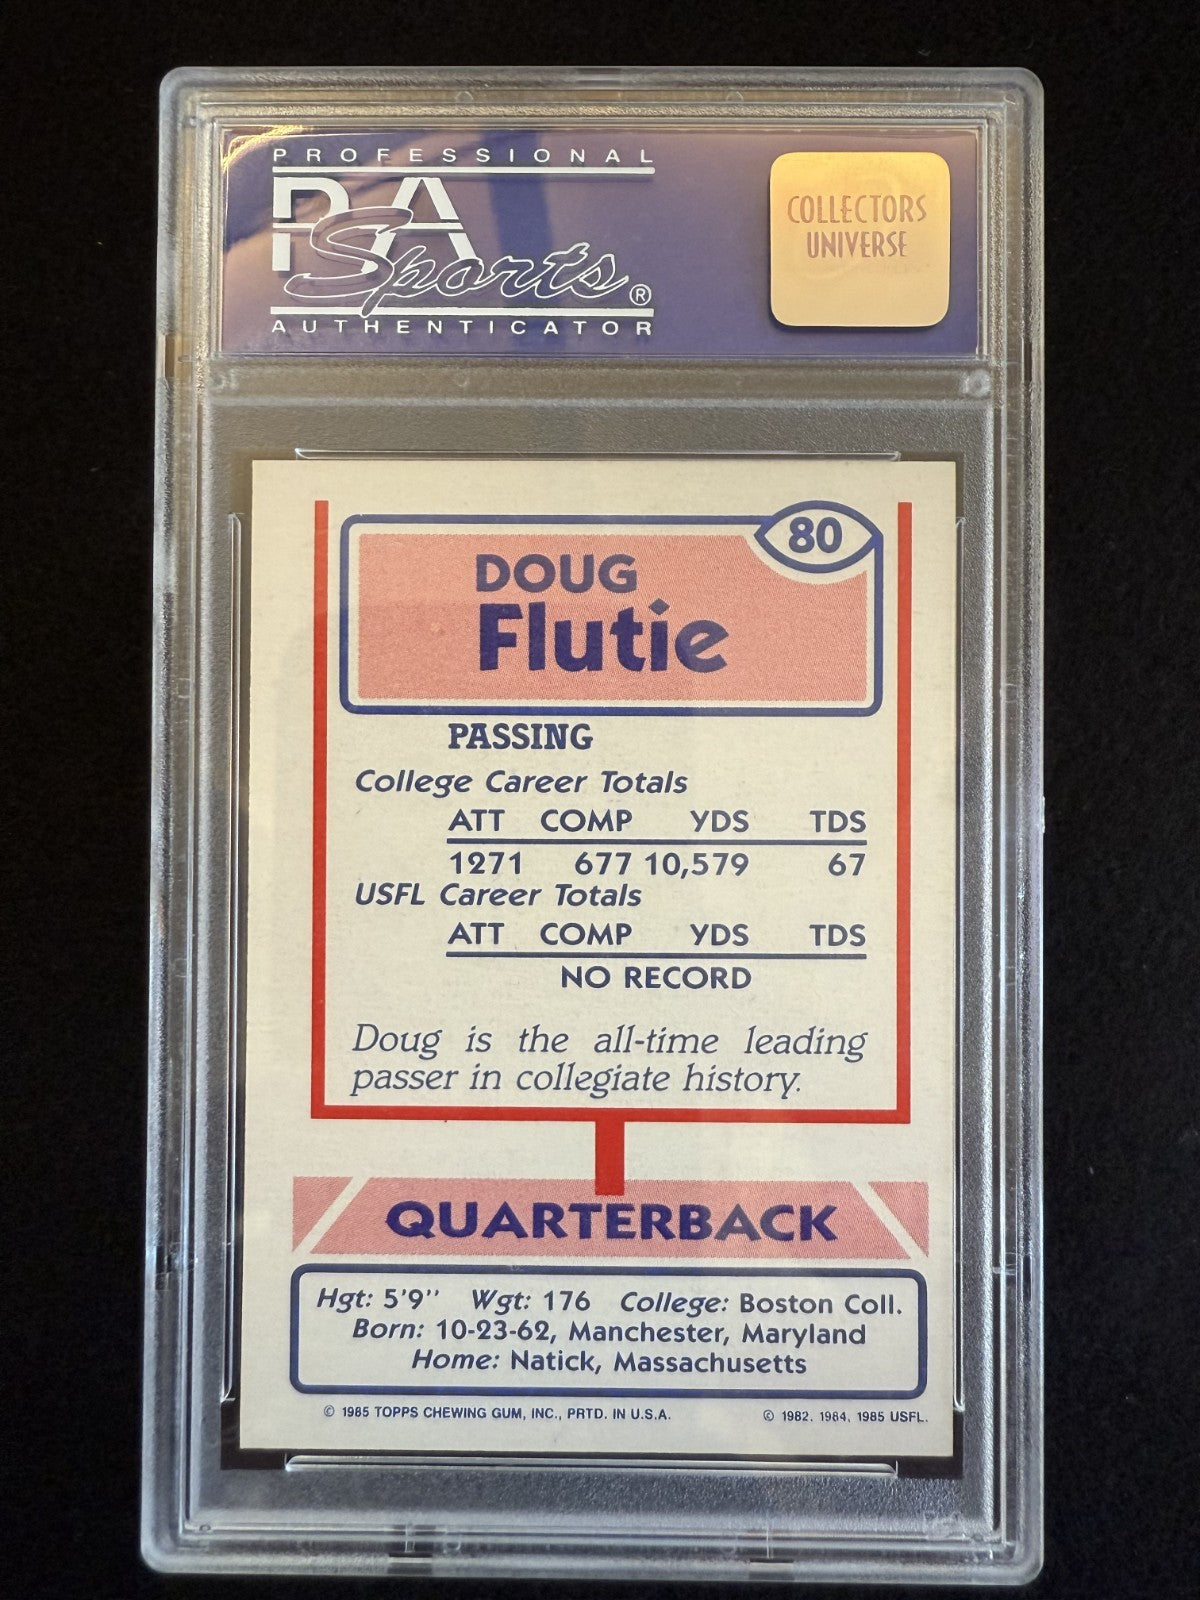 PROFESSIONAL
PSA
Sports®
AUTHENTICATOR
COLLECTORS
UNIVERSE
80
DOUG
Flutie
PASSING
College Career Totals
ATT COMP YDS TDS
1271 677 10,579 67
USFL Career Totals
ATT COMP YDS TDS
NO RECORD
Doug is the all-time leading
passer in collegiate history.
QUARTERBACK
Hgt: 5'9" Wgt: 176 College: Boston Coll.
Born: 10-23-62, Manchester, Maryland
Home: Natick, Massachusetts
© 1985 TOPPS CHEWING GUM, INC., PRTD. IN U.S.A. © 1982, 1984, 1985 USFL.